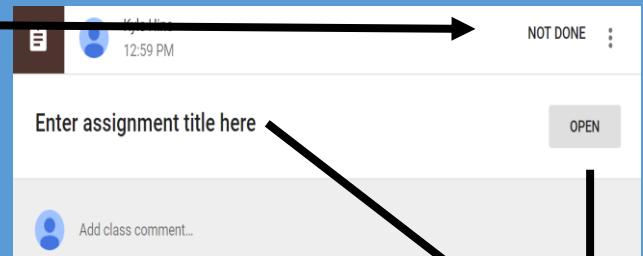 NOT DONE
12:59 PM
Enter assignment title here
OPEN
Add class comment...